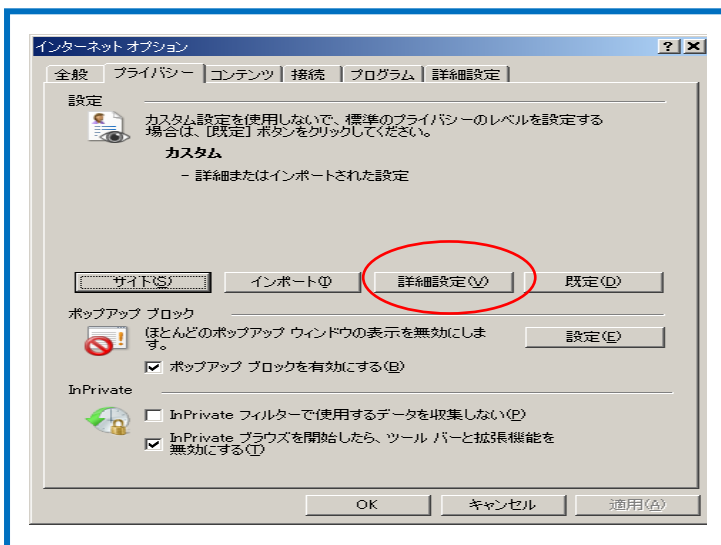 インターネット オプション
全般 プライバシー コンテンツ 接続 プログラム 詳細設定
設定
カスタム設定を使用しないで、標準のプライバシーのレベルを設定する
場合は、[既定] ボタンをクリックしてください。
カスタム
- 詳細またはインポートされた設定
サイト(S) インポート(I) 詳細設定(V) 既定(D)
ポップアップ ブロック
ほとんどのポップアップ ウィンドウの表示を無効にしま
す。
設定(E)
ポップアップ ブロックを有効にする(B)
InPrivate
InPrivate フィルターで使用するデータを収集しない(P)
InPrivate ブラウズを開始したら、ツール バーと拡張機能を
無効にする(T)
OK キャンセル 適用(A)